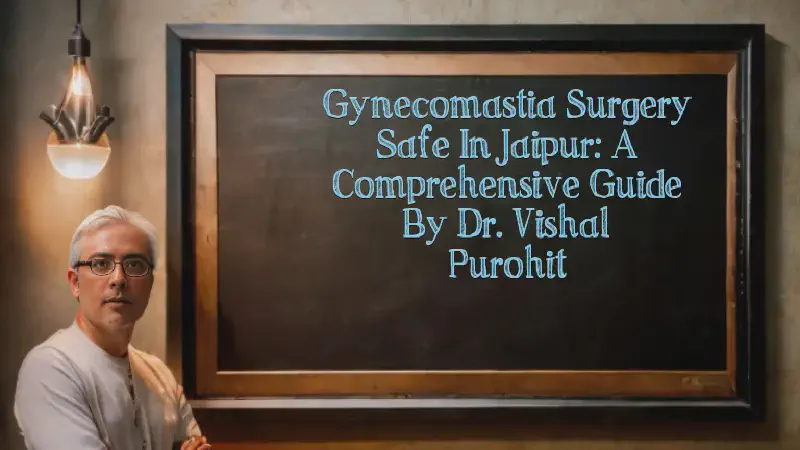 Gynecomastia Surgery
Safe In Jaipur: A
Comprehensive Guide
By Dr. Vishal
Purohit